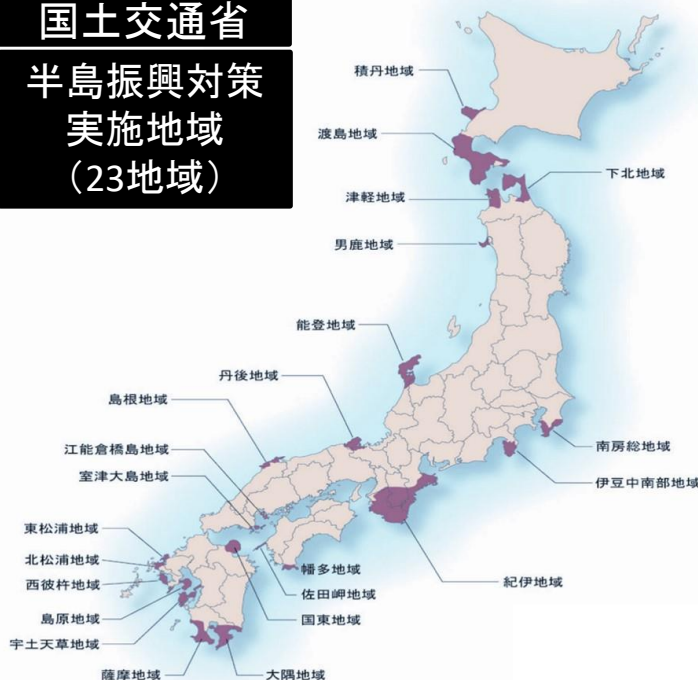 国土交通省
半島振興対策
実施地域
（23地域）
積丹地域
渡島地域
下北地域
津軽地域
男鹿地域
能登地域
丹後地域
島根地域
南房総地域
江能倉橋島地域
伊豆中南部地域
室津大島地域
東松浦地域
北松浦地域
幡多地域
西彼杵地域
紀伊地域
佐田岬地域
島原地域
国東地域
宇土天草地域
薩摩地域
大隅地域